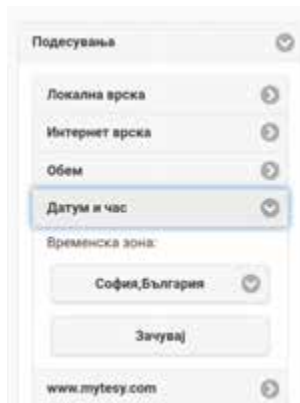 Подесувања
Локална врска
Интернет врска
Обем
Датум и час
Временска зона:
София,България
Зачувај
www.mytesy.com